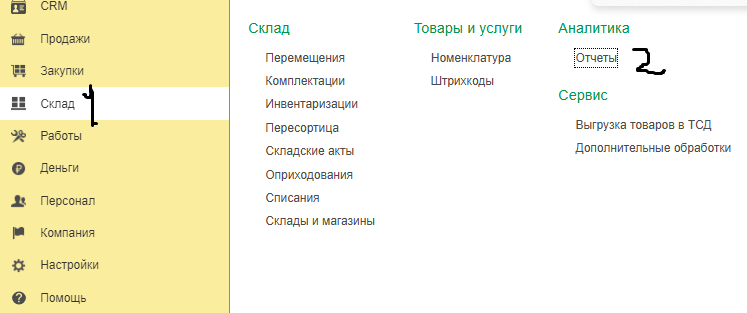 CRM
Продажи
Закупки
Склад 1
Работы
Деньги
Персонал
Компания
Настройки
Помощь
Склад
Перемещения
Комплектации
Инвентаризации
Пересортица
Складские акты
Оприходования
Списания
Склады и магазины
Товары и услуги
Номенклатура
Штрихкоды
Аналитика
Отчеты 2
Сервис
Выгрузка товаров в ТСД
Дополнительные обработки